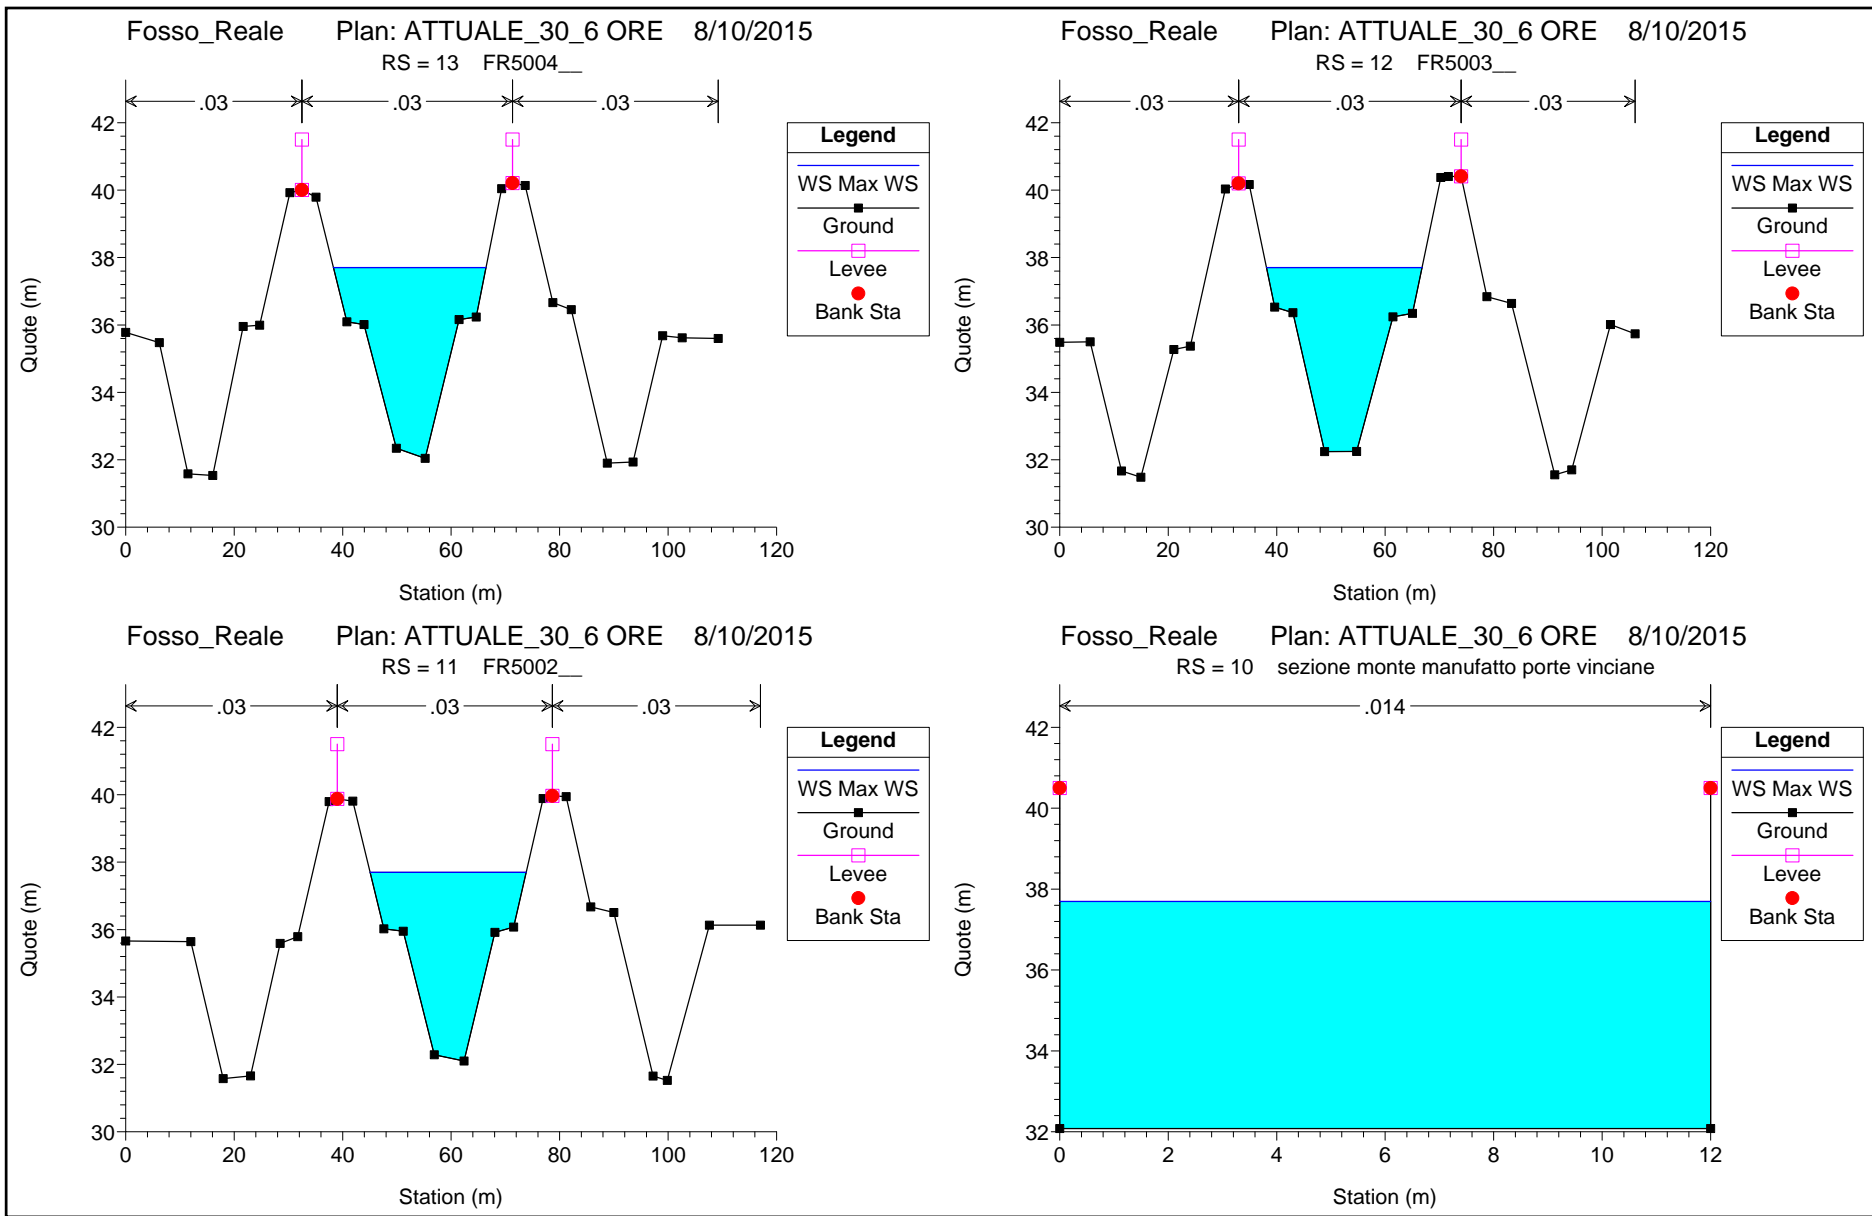 Fosso_Reale Plan: ATTUALE_30_6 ORE 8/10/2015
RS = 13 FR5004__
.03 .03 .03
42
40
38
36
34
32
30
Quote (m)
0 20 40 60 80 100 120
Station (m)
Legend
WS Max WS
Ground
Levee
Bank Sta
Fosso_Reale Plan: ATTUALE_30_6 ORE 8/10/2015
RS = 12 FR5003__
.03 .03 .03
42
40
38
36
34
32
30
Quote (m)
0 20 40 60 80 100 120
Station (m)
Legend
WS Max WS
Ground
Levee
Bank Sta
Fosso_Reale Plan: ATTUALE_30_6 ORE 8/10/2015
RS = 11 FR5002__
.03 .03 .03
42
40
38
36
34
32
30
Quote (m)
0 20 40 60 80 100 120
Station (m)
Legend
WS Max WS
Ground
Levee
Bank Sta
Fosso_Reale Plan: ATTUALE_30_6 ORE 8/10/2015
RS = 10 sezione monte manufatto porte vinciane
.014
42
40
38
36
34
32
Quote (m)
0 2 4 6 8 10 12
Station (m)
Legend
WS Max WS
Ground
Levee
Bank Sta